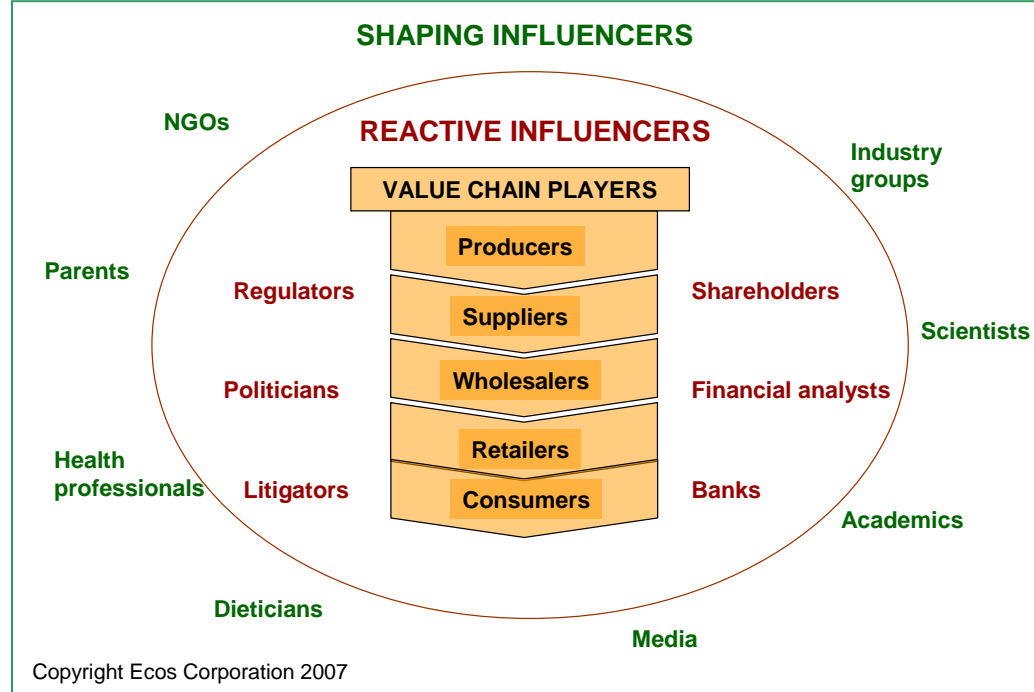 SHAPING INFLUENCERS
NGOs
REACTIVE INFLUENCERS
Industry
groups
VALUE CHAIN PLAYERS
Producers
Parents
Regulators
Shareholders
Suppliers
Scientists
Wholesalers
Politicians
Financial analysts
Retailers
Health
professionals
Litigators
Consumers
Banks
Academics
Dieticians
Media
Copyright Ecos Corporation 2007